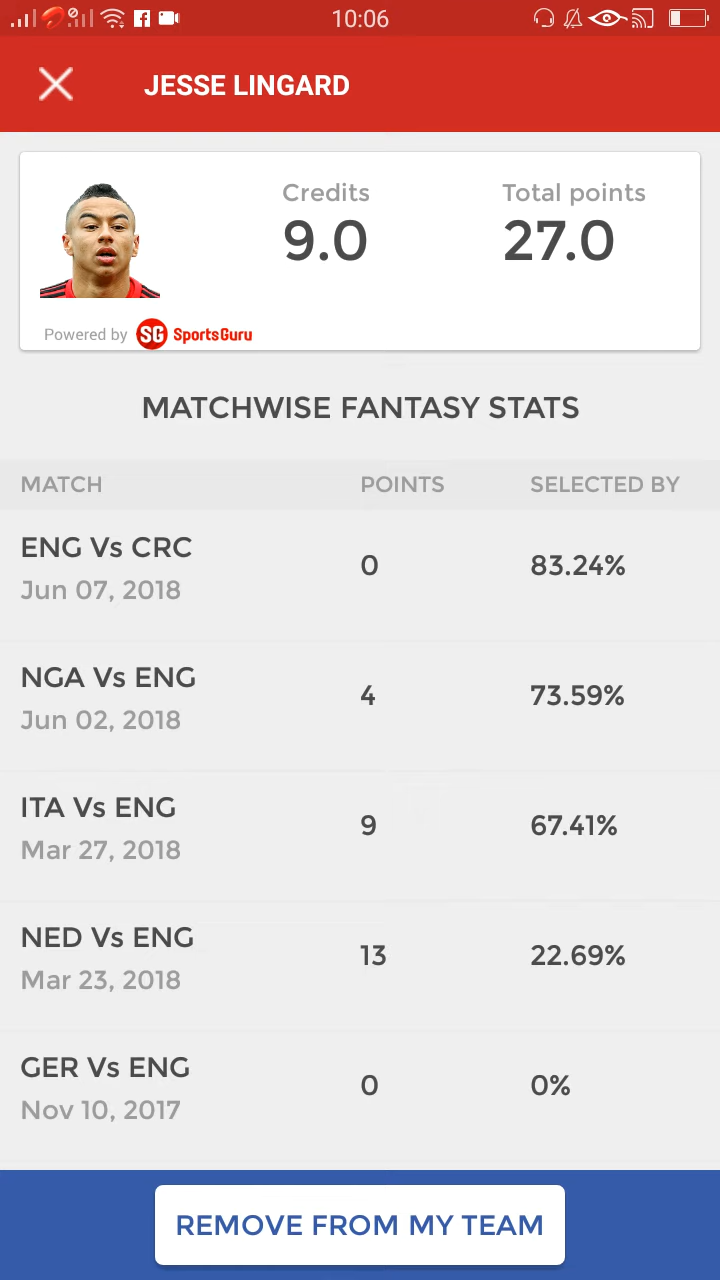 10:06
JESSE LINGARD
Credits
Total points
9.0
27.0
Powered by SG SportsGuru
MATCHWISE FANTASY STATS
MATCH POINTS SELECTED BY
ENG Vs CRC
Jun 07, 2018
0
83.24%
NGA Vs ENG
Jun 02, 2018
4
73.59%
ITA Vs ENG
Mar 27, 2018
9
67.41%
NED Vs ENG
Mar 23, 2018
13
22.69%
GER Vs ENG
Nov 10, 2017
0
0%
REMOVE FROM MY TEAM